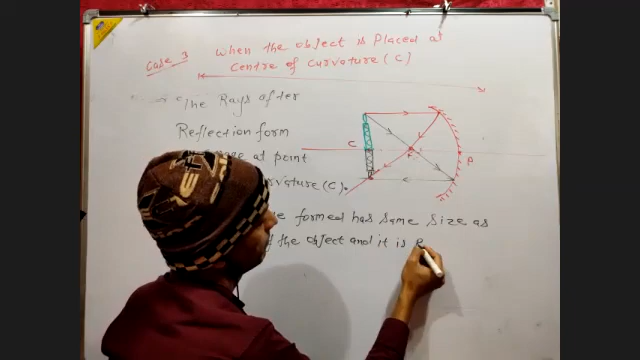 Case 3 When the object is Placed at
Centre of Curvature (C)
The Rays after
Reflection form
at point
vature (C).
formed has same size as
the object and it is
C
F
P